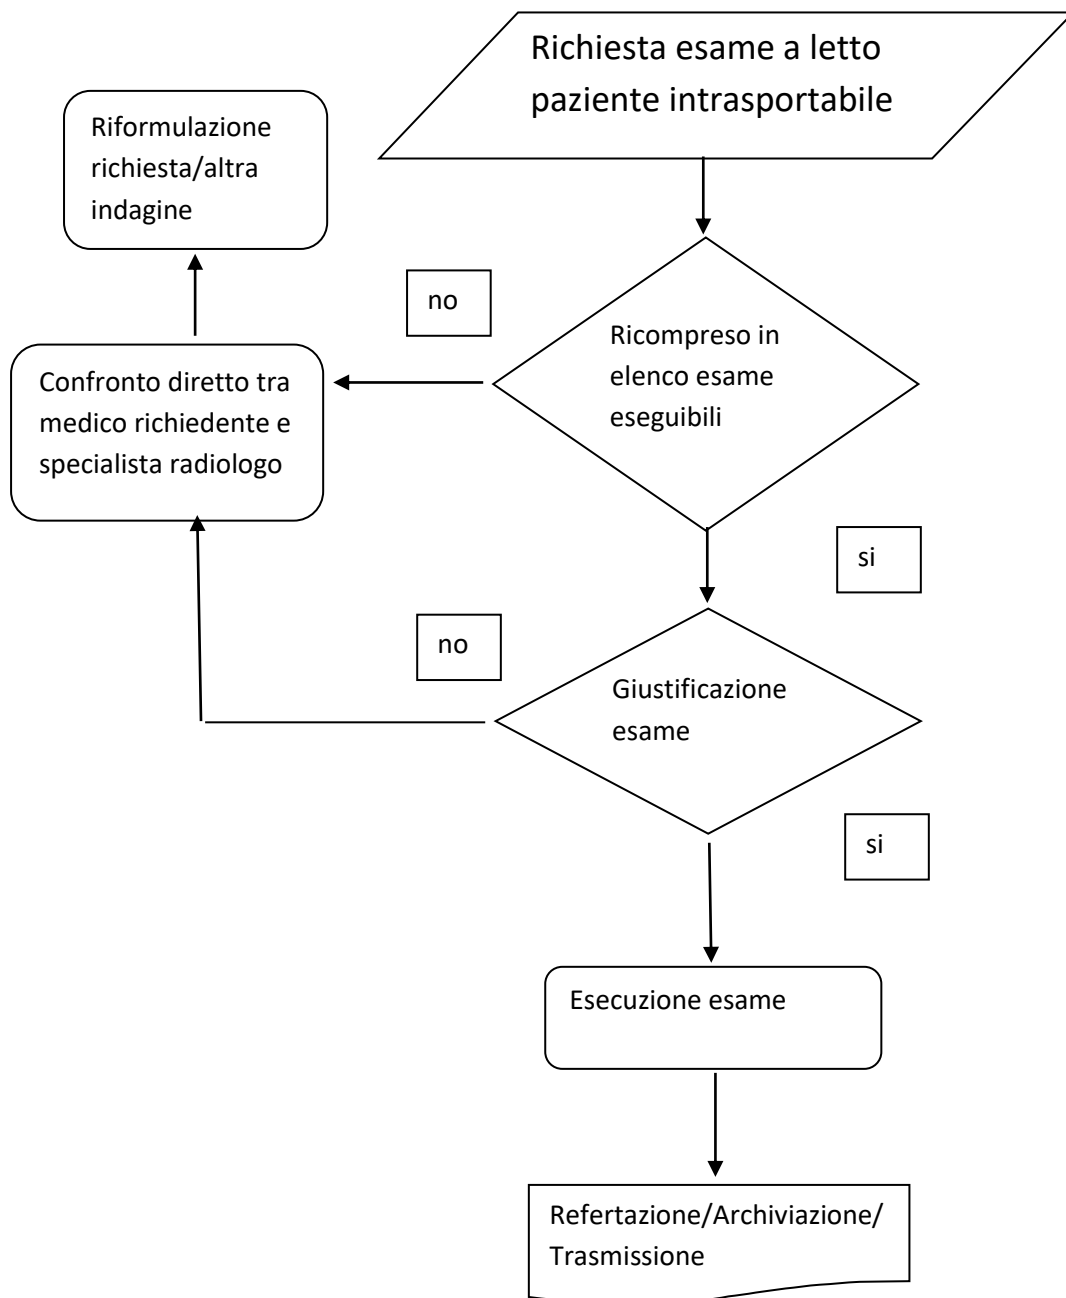 Richiesta esame a letto
paziente intrasportabile
Riformulazione
richiesta/altra
indagine
no
Ricompreso in
elenco esame
eseguibili
Confronto diretto tra
medico richiedente e
specialista radiologo
si
no
Giustificazione
esame
si
Esecuzione esame
Refertazione/Archiviazione/
Trasmissione